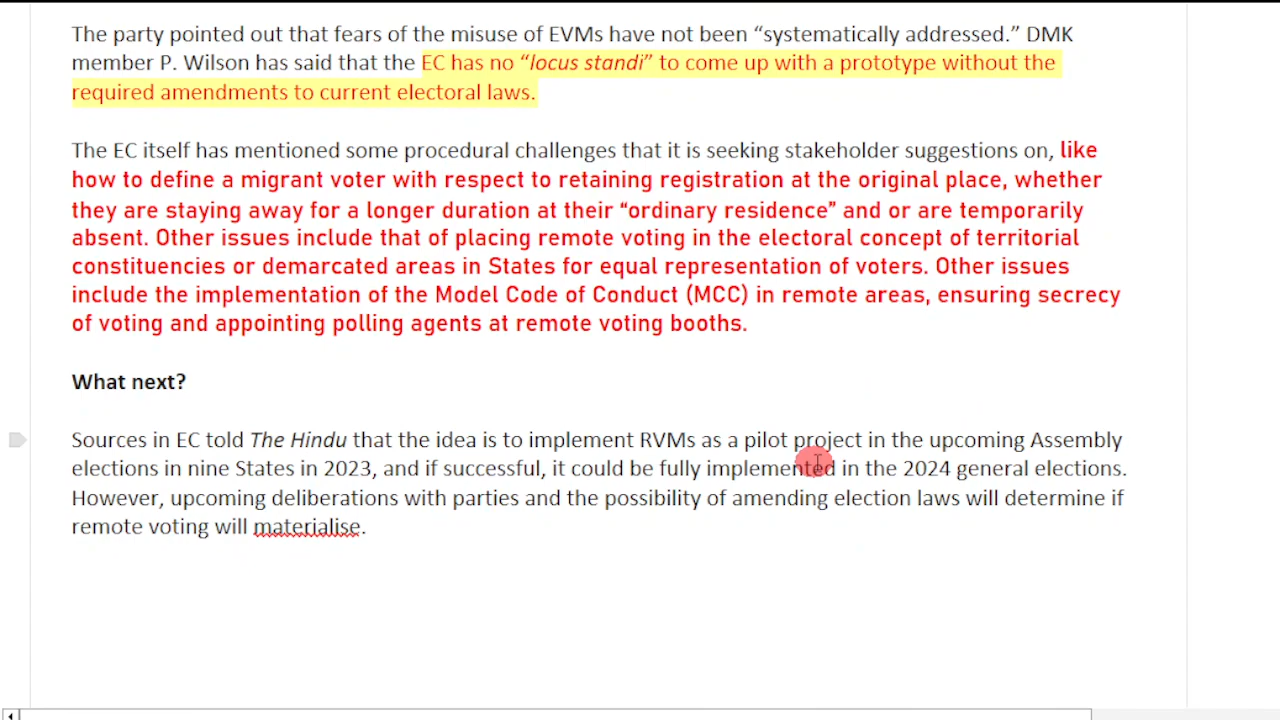 The party pointed out that fears of the misuse of EVMs have not been “systematically addressed.” DMK
member P. Wilson has said that the EC has no “locus standi” to come up with a prototype without the
required amendments to current electoral laws.
The EC itself has mentioned some procedural challenges that it is seeking stakeholder suggestions on, like
how to define a migrant voter with respect to retaining registration at the original place, whether
they are staying away for a longer duration at their “ordinary residence” and or are temporarily
absent. Other issues include that of placing remote voting in the electoral concept of territorial
constituencies or demarcated areas in States for equal representation of voters. Other issues
include the implementation of the Model Code of Conduct (MCC) in remote areas, ensuring secrecy
of voting and appointing polling agents at remote voting booths.
What next?
Sources in EC told The Hindu that the idea is to implement RVMs as a pilot project in the upcoming Assembly
elections in nine States in 2023, and if successful, it could be fully implemented in the 2024 general elections.
However, upcoming deliberations with parties and the possibility of amending election laws will determine if
remote voting will materialise.